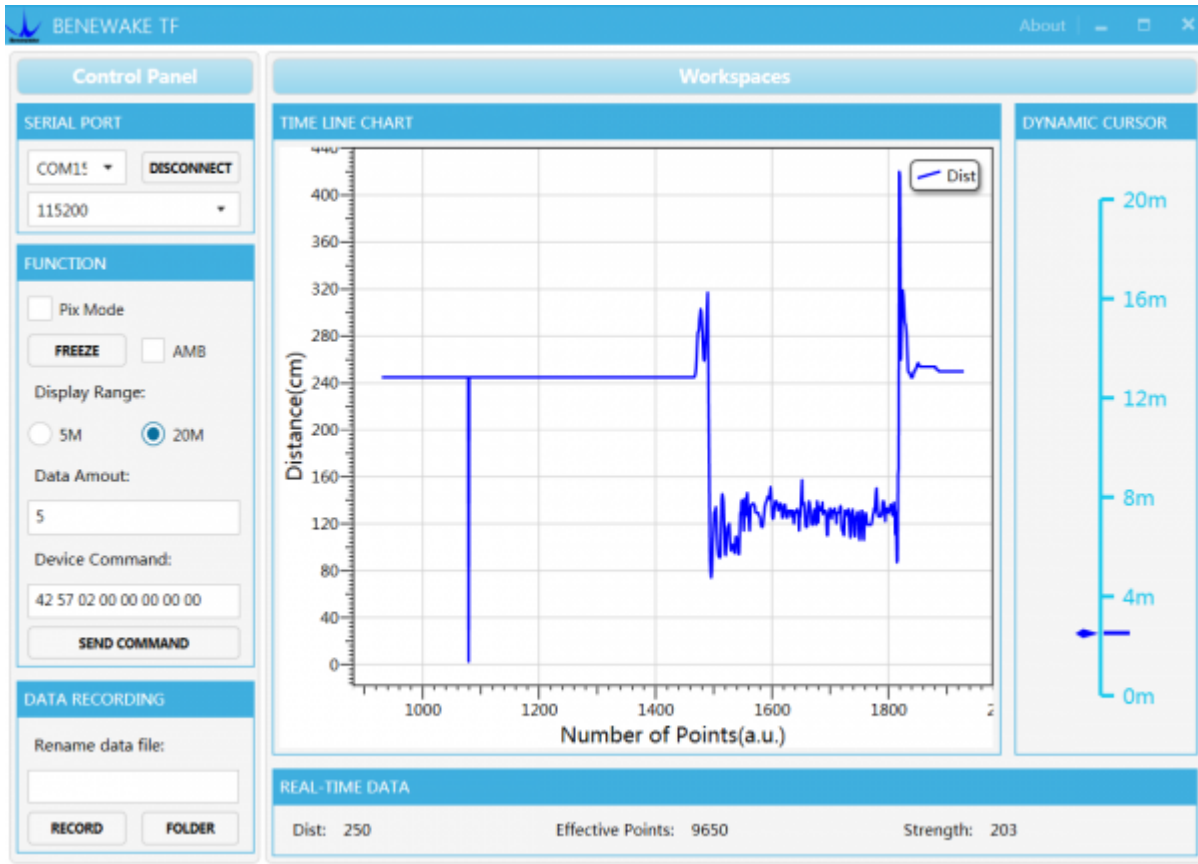 BENEWAKE TF
About
Control Panel
Workspaces
SERIAL PORT
COM15
DISCONNECT
115200
FUNCTION
Pix Mode
FREEZE
AMB
Display Range:
5M
20M
Data Amout:
5
Device Command:
42 57 02 00 00 00 00 00
SEND COMMAND
DATA RECORDING
Rename data file:
RECORD
FOLDER
TIME LINE CHART
Dist
Distance(cm)
440
400
360
320
280
240
200
160
120
80
40
0
1000 1200 1400 1600 1800
Number of Points(a.u.)
DYNAMIC CURSOR
20m
16m
12m
8m
4m
0m
REAL-TIME DATA
Dist: 250 Effective Points: 9650 Strength: 203